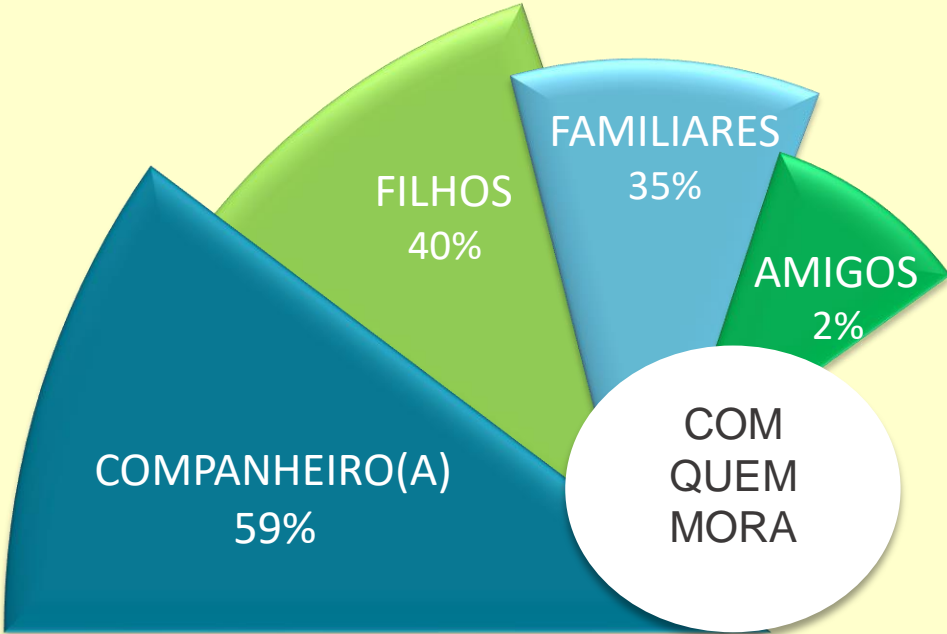 FAMILIARES
35%
FILHOS
40%
AMIGOS
2%
COMPANHEIRO(A)
59%
COM
QUEM
MORA